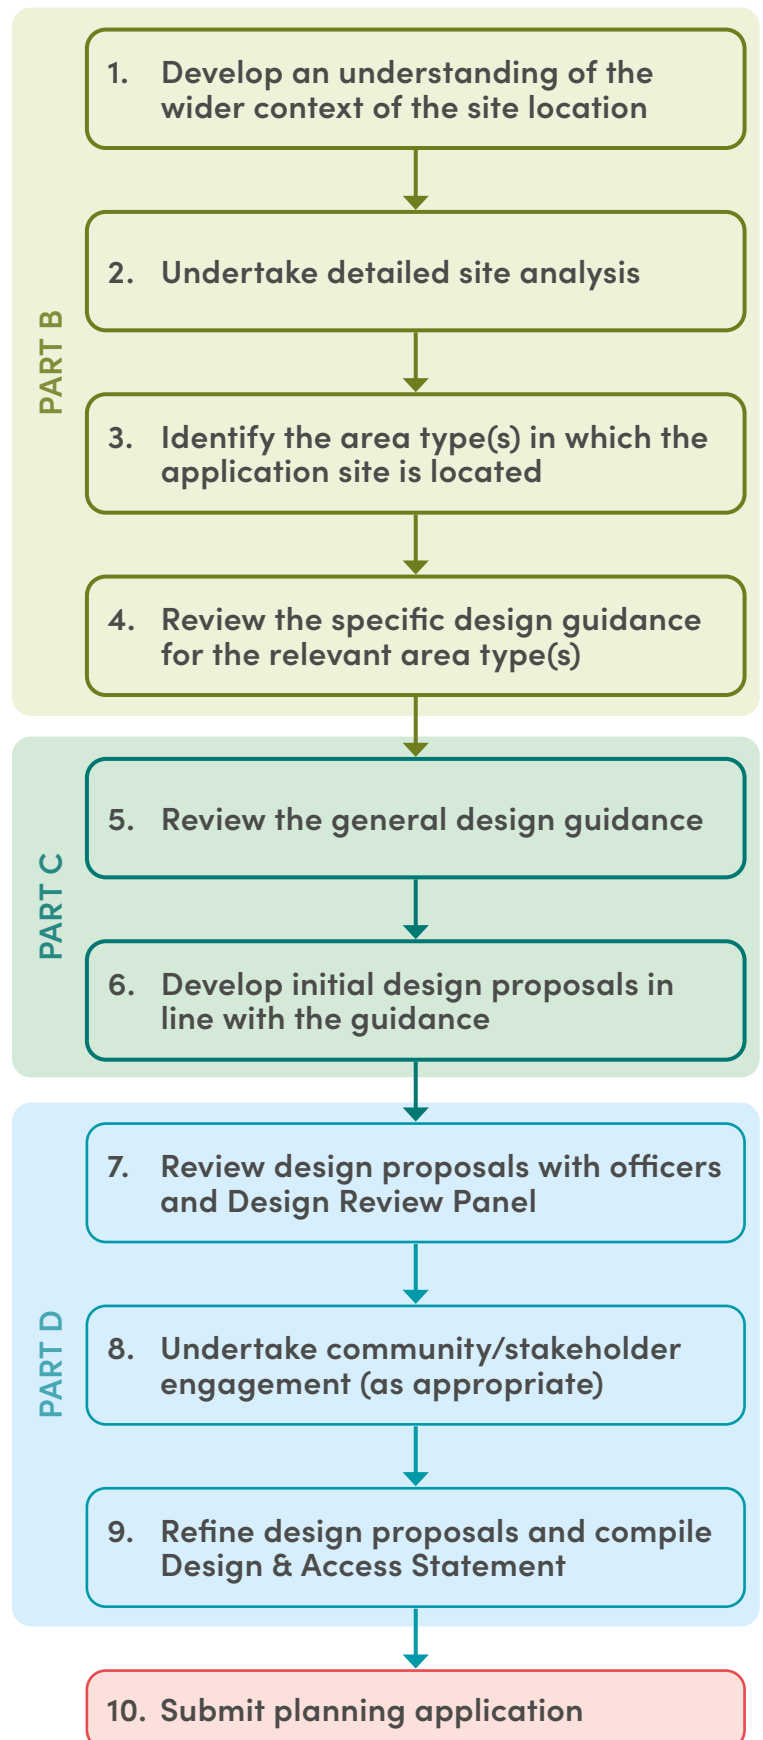 PART B
1. Develop an understanding of the
wider context of the site location
2. Undertake detailed site analysis
3. Identify the area type(s) in which the
application site is located
4. Review the specific design guidance
for the relevant area type(s)
PART C
5. Review the general design guidance
6. Develop initial design proposals in
line with the guidance
PART D
7. Review design proposals with officers
and Design Review Panel
8. Undertake community/stakeholder
engagement (as appropriate)
9. Refine design proposals and compile
Design & Access Statement
10. Submit planning application